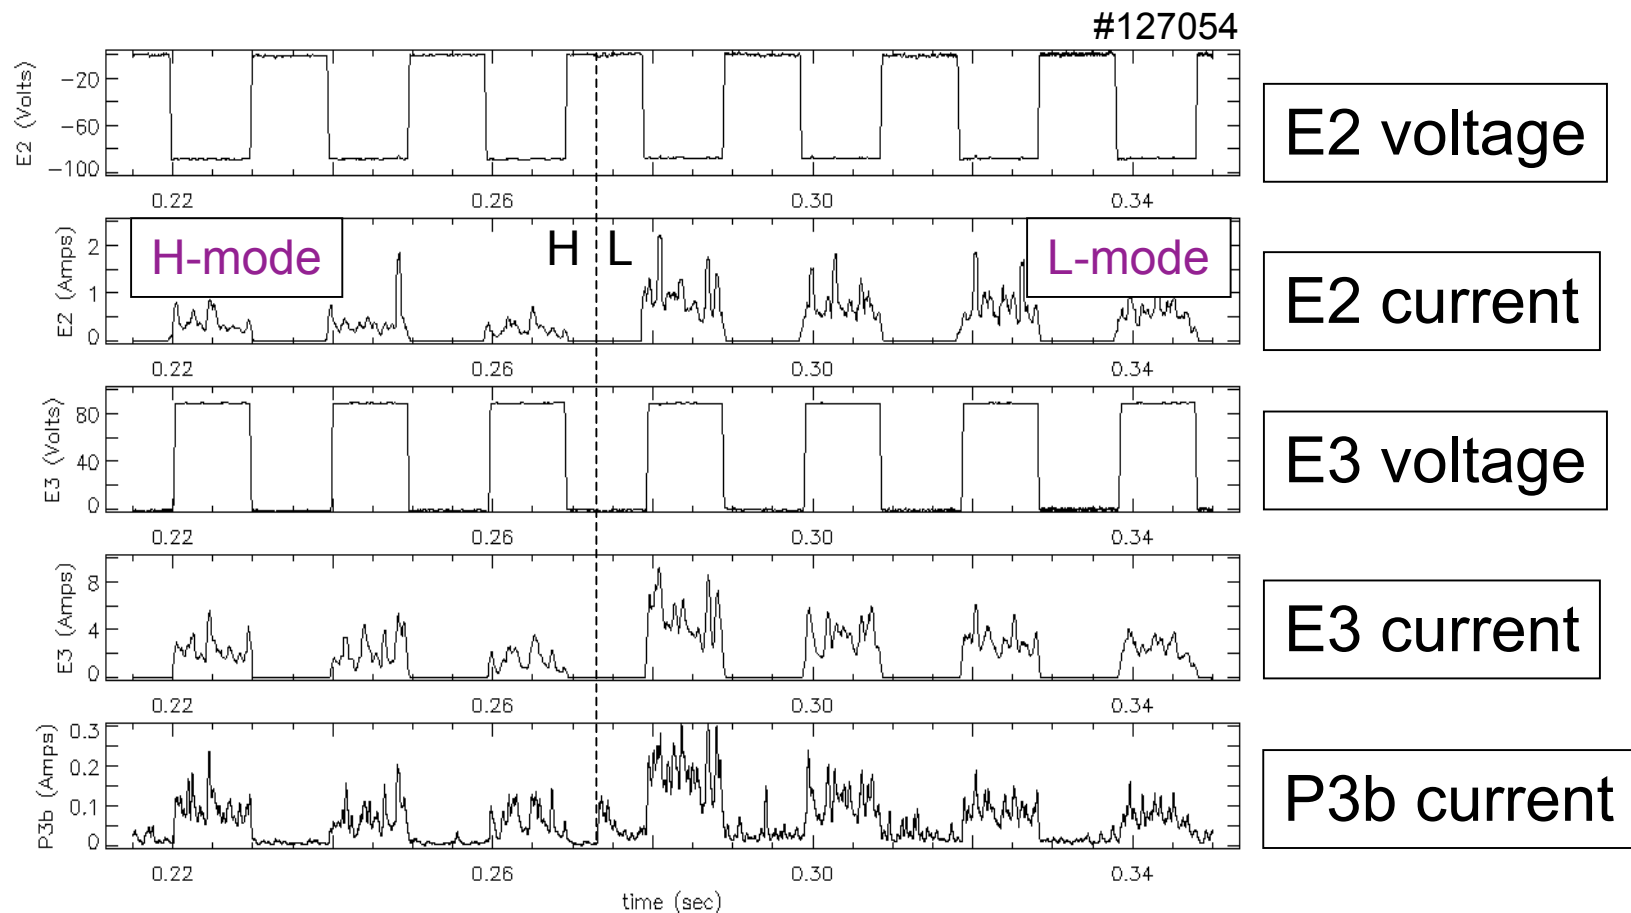 #127054
E2 (Volts)
-20
-60
-100
0.22 0.26 0.30 0.34
E2 voltage
E2 (Amps)
2
1
0
H-mode
H L
L-mode
0.22 0.26 0.30 0.34
E2 current
E3 (Volts)
80
40
0
0.22 0.26 0.30 0.34
E3 voltage
E3 (Amps)
8
4
0
0.22 0.26 0.30 0.34
E3 current
P3b (Amps)
0.3
0.2
0.1
0
0.22 0.26 0.30 0.34
P3b current
time (sec)